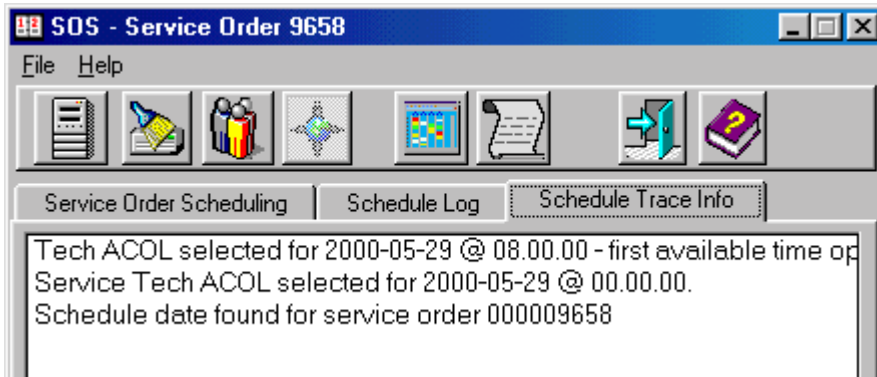 SOS - Service Order 9658
File Help
Service Order Scheduling Schedule Log Schedule Trace Info
Tech ACOL selected for 2000-05-29 @ 08.00.00 - first available time op
Service Tech ACOL selected for 2000-05-29 @ 00.00.00.
Schedule date found for service order 000009658